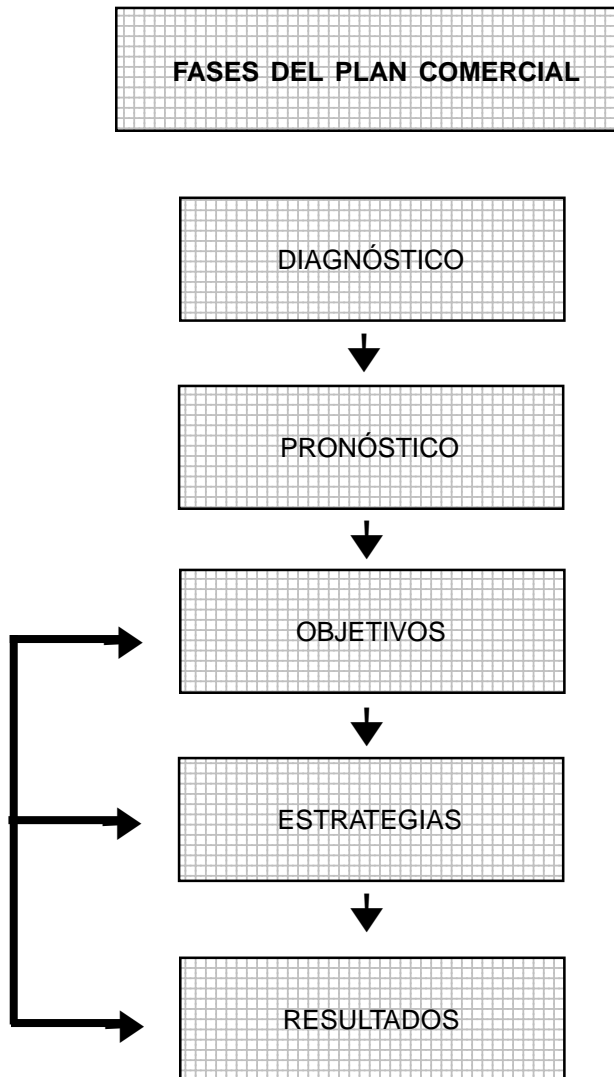 FASES DEL PLAN COMERCIAL
DIAGNÓSTICO
PRONÓSTICO
OBJETIVOS
ESTRATEGIAS
RESULTADOS